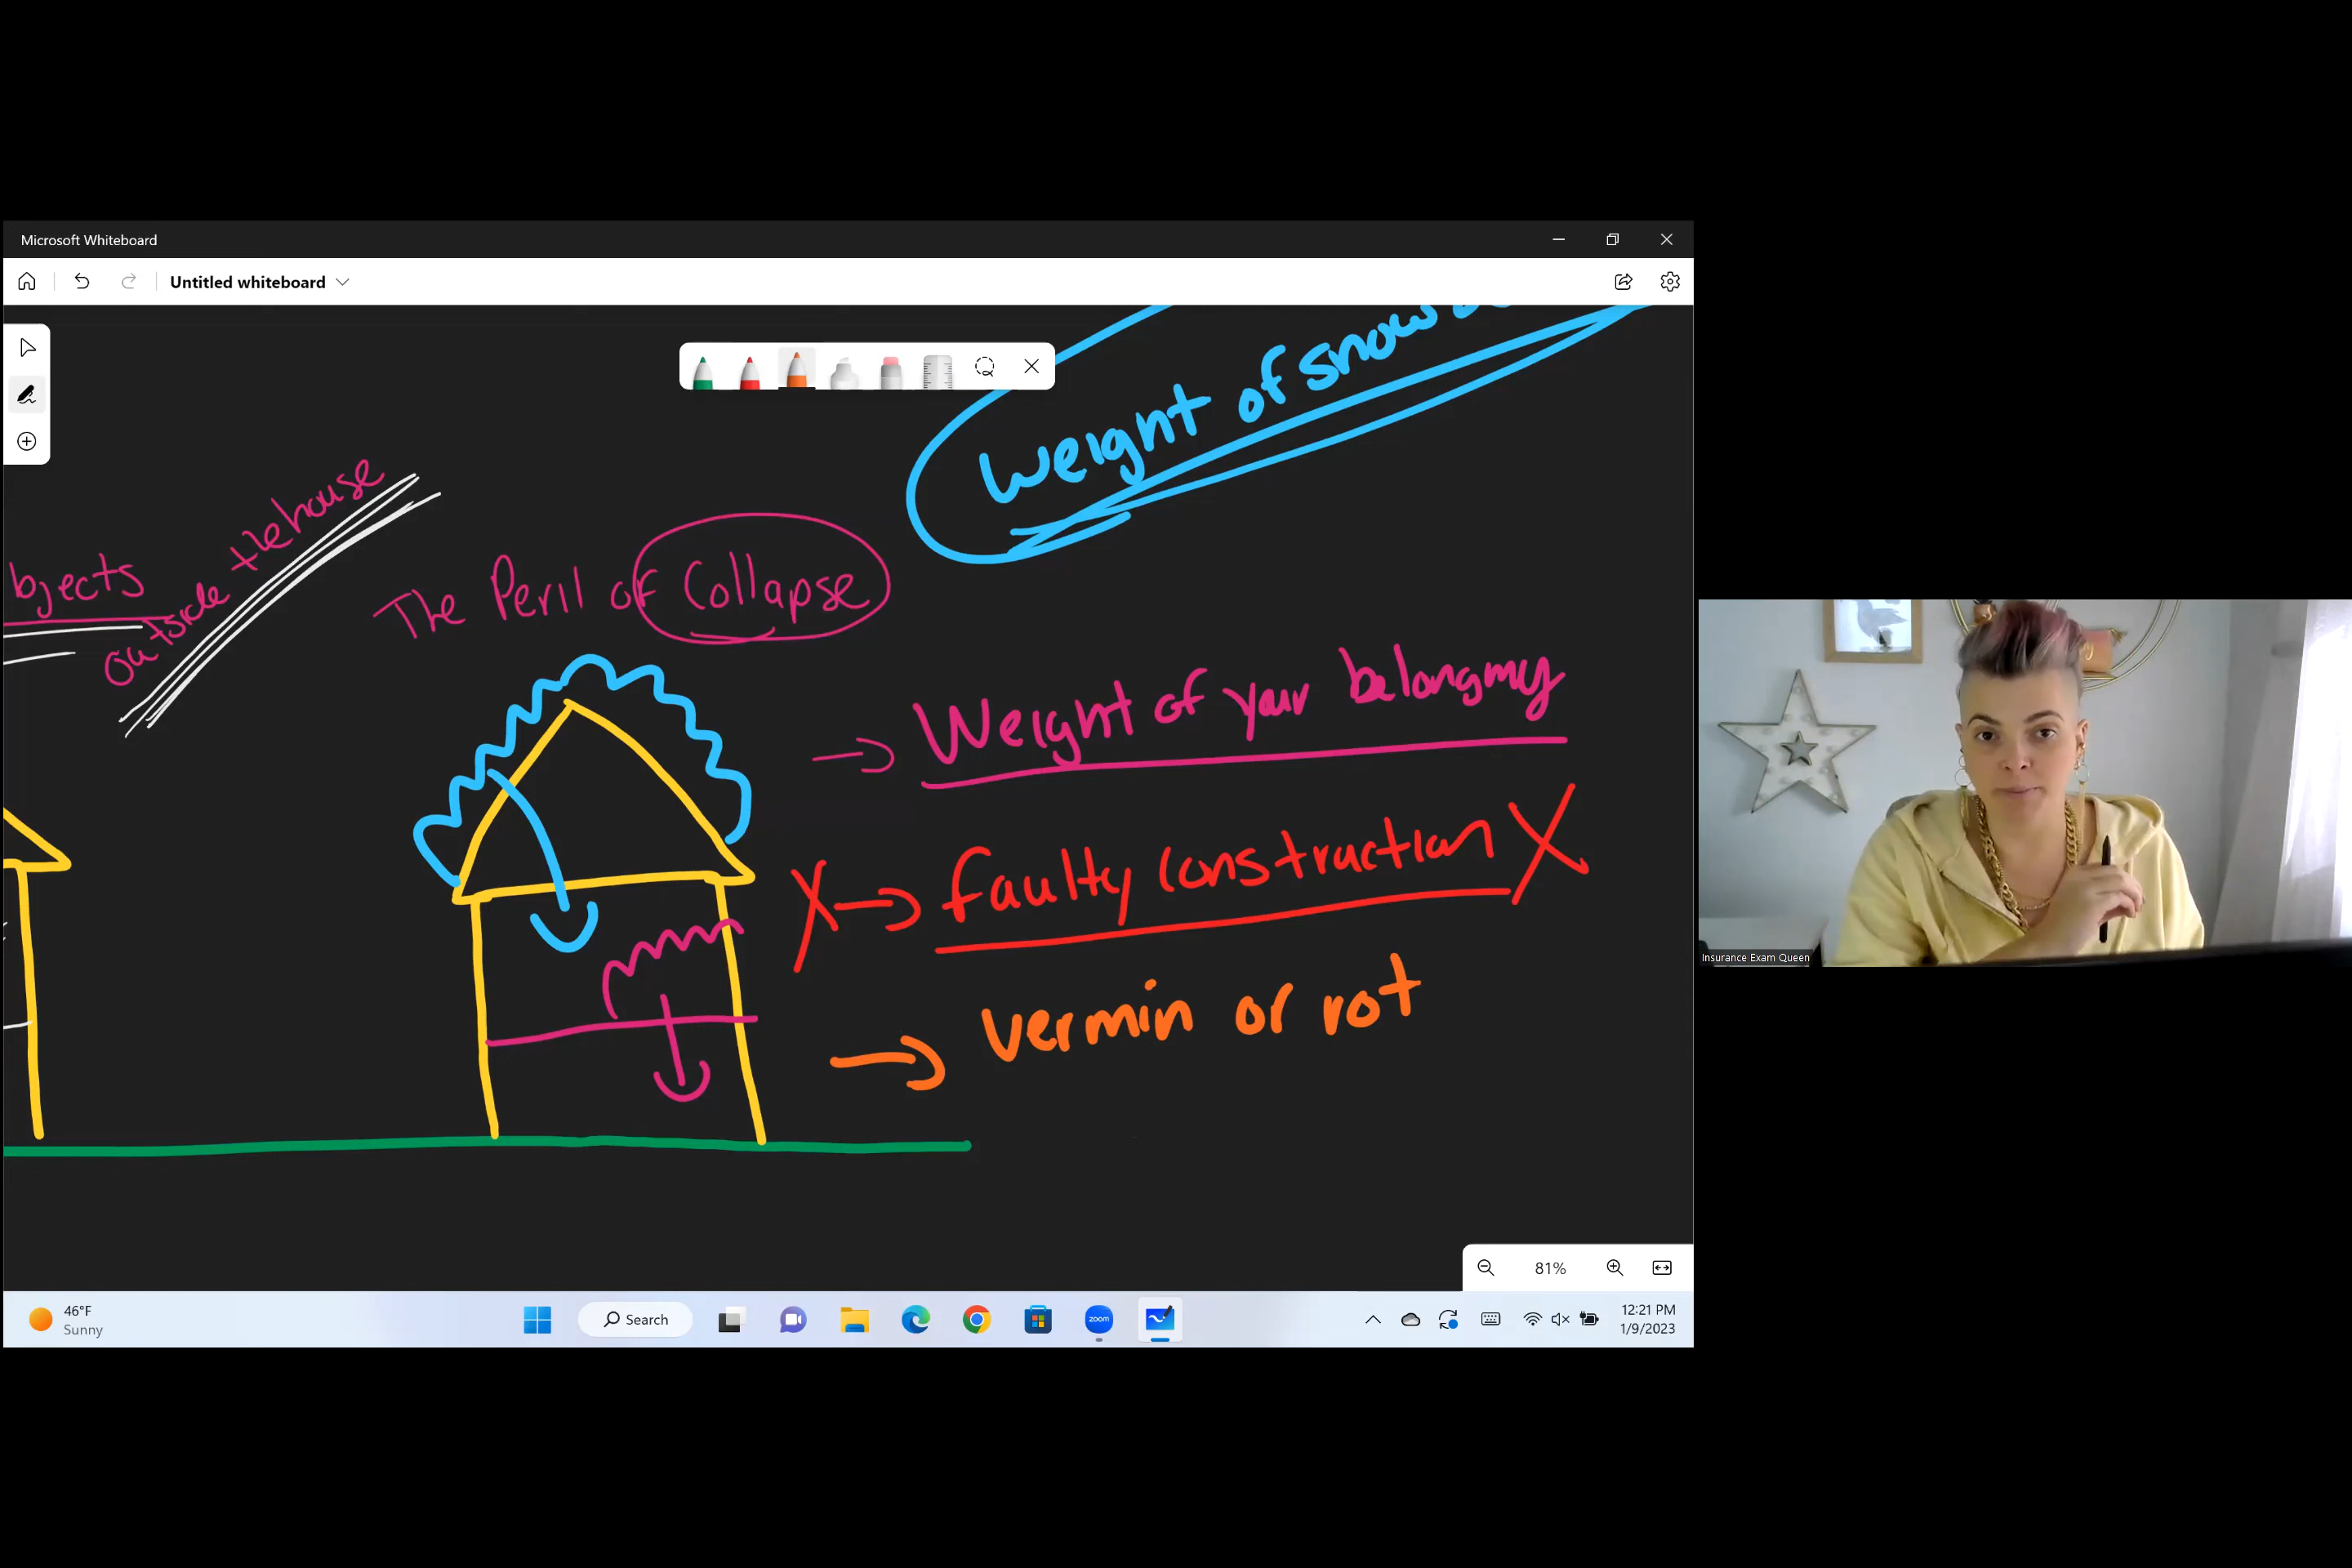 Microsoft Whiteboard
Untitled whiteboard
Weight of snow
bjects
outside the house
The Peril of Collapse
Weight of your belongmy
X → faulty construction X
→ vermin or rot
Insurance Exam Queen
81%
46°F
Sunny
Search
zoom
12:21 PM
1/9/2023